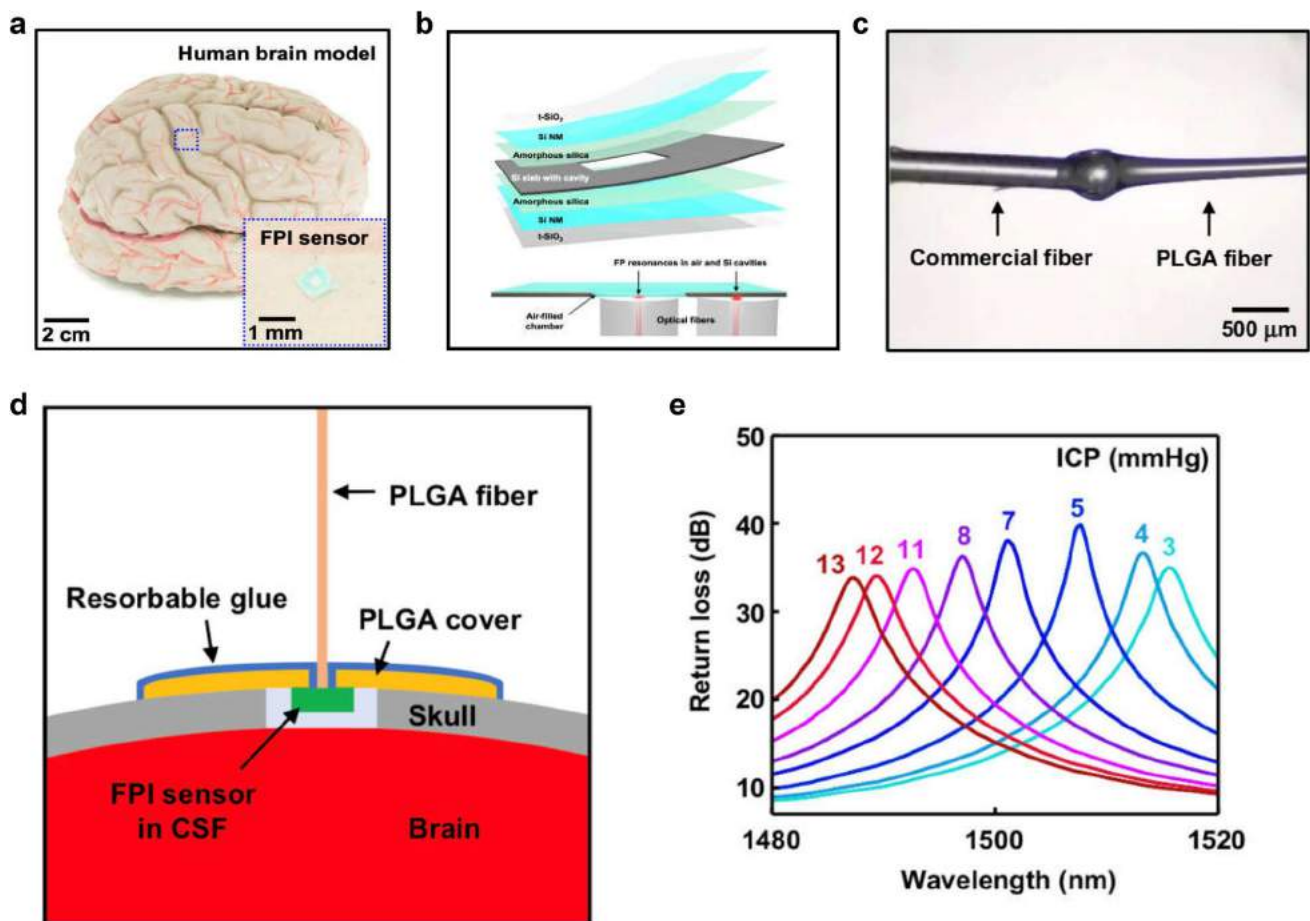 a
Human brain model
FPI sensor
2 cm
1 mm
b
t-SiO₂
Si NM
Amorphous silica
Si slab with cavity
Amorphous silica
Si NM
t-SiO₂
FP resonances in air and Si cavities
Air-filled
chamber
Optical fibers
c
Commercial fiber
PLGA fiber
500 μm
d
PLGA fiber
Resorbable glue
PLGA cover
Skull
FPI sensor
in CSF
Brain
e
ICP (mmHg)
50
40
30
20
10
Return loss (dB)
13
12
11
8
7
5
4
3
1480
1500
1520
Wavelength (nm)